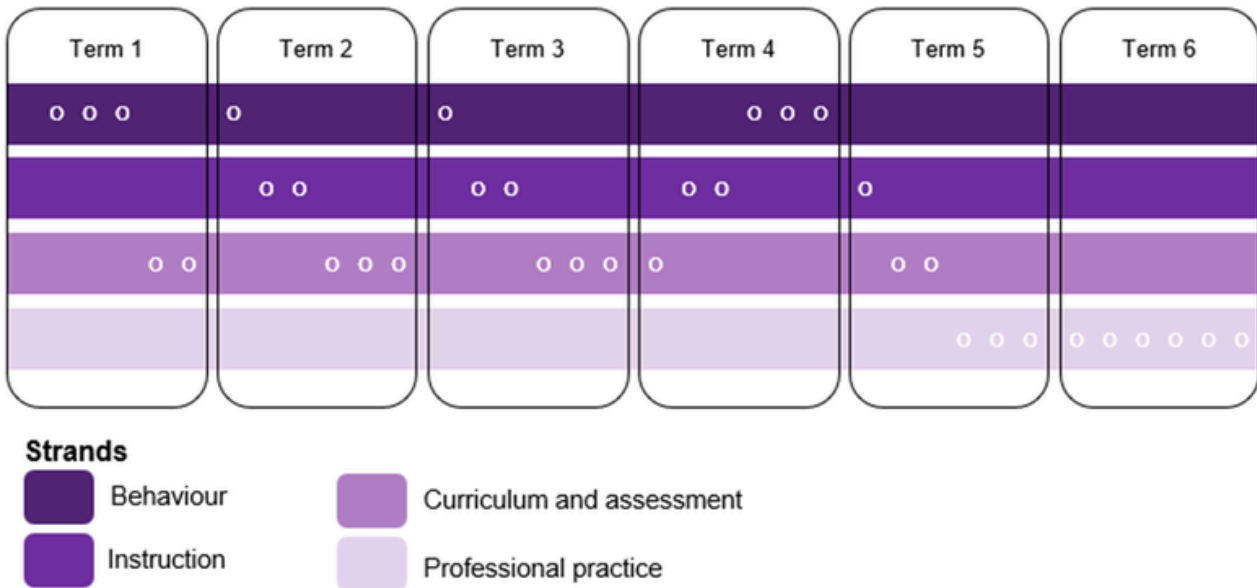 Term 1 Term 2 Term 3 Term 4 Term 5 Term 6
o o o o o o o o
o o o o o o o
o o o o o o o o o o o
o o o o o o o o o
Strands
Behaviour Curriculum and assessment
Instruction Professional practice